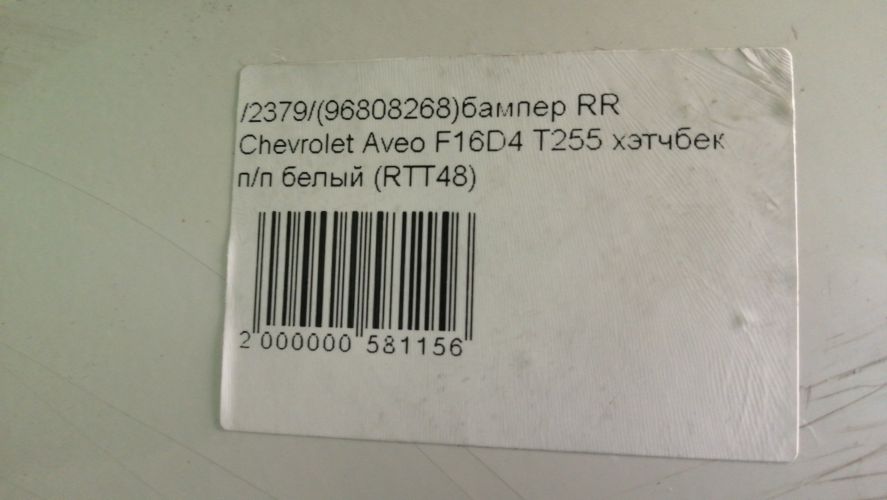 /2379/(96808268)бампер RR
Chevrolet Aveo F16D4 T255 хэтчбек
п/п белый (RTT48)
2 000000 581156